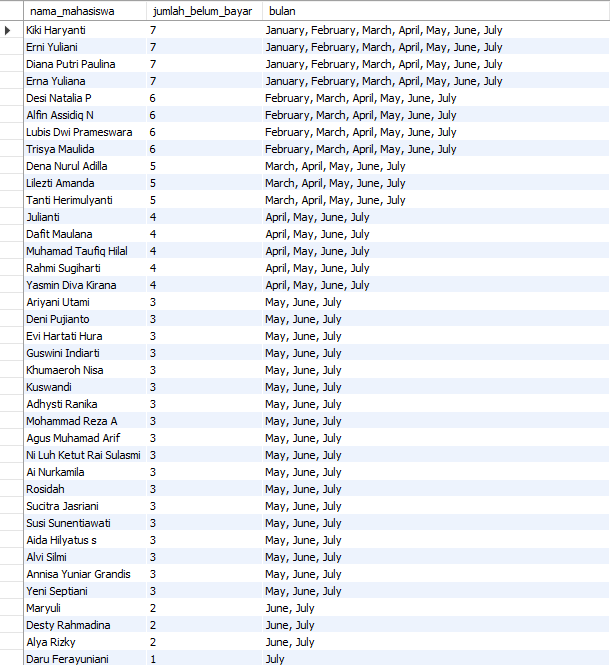 nama_mahasiswa jumlah_belum_bayar bulan
Kiki Haryanti 7 January, February, March, April, May, June, July
Erni Yuliani 7 January, February, March, April, May, June, July
Diana Putri Paulina 7 January, February, March, April, May, June, July
Erna Yuliana 7 January, February, March, April, May, June, July
Desi Natalia P 6 February, March, April, May, June, July
Alfin Assidiq N 6 February, March, April, May, June, July
Lubis Dwi Prameswara 6 February, March, April, May, June, July
Trisya Maulida 6 February, March, April, May, June, July
Dena Nurul Adilla 5 March, April, May, June, July
Lilezti Amanda 5 March, April, May, June, July
Tanti Herimulyanti 5 March, April, May, June, July
Julianti 4 April, May, June, July
Dafit Maulana 4 April, May, June, July
Muhamad Taufiq Hilal 4 April, May, June, July
Rahmi Sugiharti 4 April, May, June, July
Yasmin Diva Kirana 4 April, May, June, July
Ariyani Utami 3 May, June, July
Deni Pujianto 3 May, June, July
Evi Hartati Hura 3 May, June, July
Guswini Indiarti 3 May, June, July
Khumaeroh Nisa 3 May, June, July
Kuswandi 3 May, June, July
Adhysti Ranika 3 May, June, July
Mohammad Reza A 3 May, June, July
Agus Muhamad Arif 3 May, June, July
Ni Luh Ketut Rai Sulasmi 3 May, June, July
Ai Nurkamila 3 May, June, July
Rosidah 3 May, June, July
Sucitra Jasriani 3 May, June, July
Susi Sunentiawati 3 May, June, July
Aida Hilyatus s 3 May, June, July
Alvi Silmi 3 May, June, July
Annisa Yuniar Grandis 3 May, June, July
Yeni Septiani 3 May, June, July
Maryuli 2 June, July
Desty Rahmadina 2 June, July
Alya Rizky 2 June, July
Daru Ferayuniani 1 July